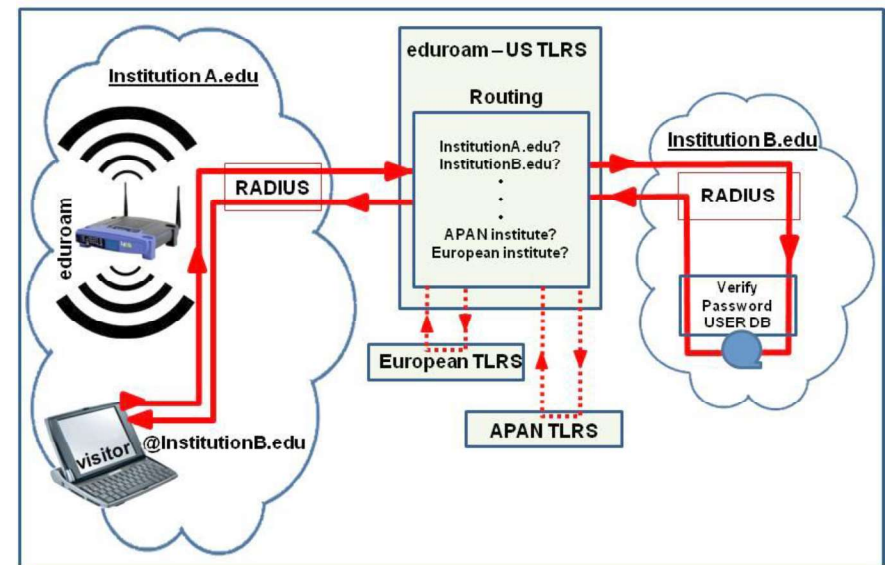 Institution A.edu
eduroam
RADIUS
visitor
@InstitutionB.edu
eduroam – US TLRS
Routing
InstitutionA.edu?
InstitutionB.edu?
APAN institute?
European institute?
European TLRS
APAN TLRS
Institution B.edu
RADIUS
Verify
Password
USER DB